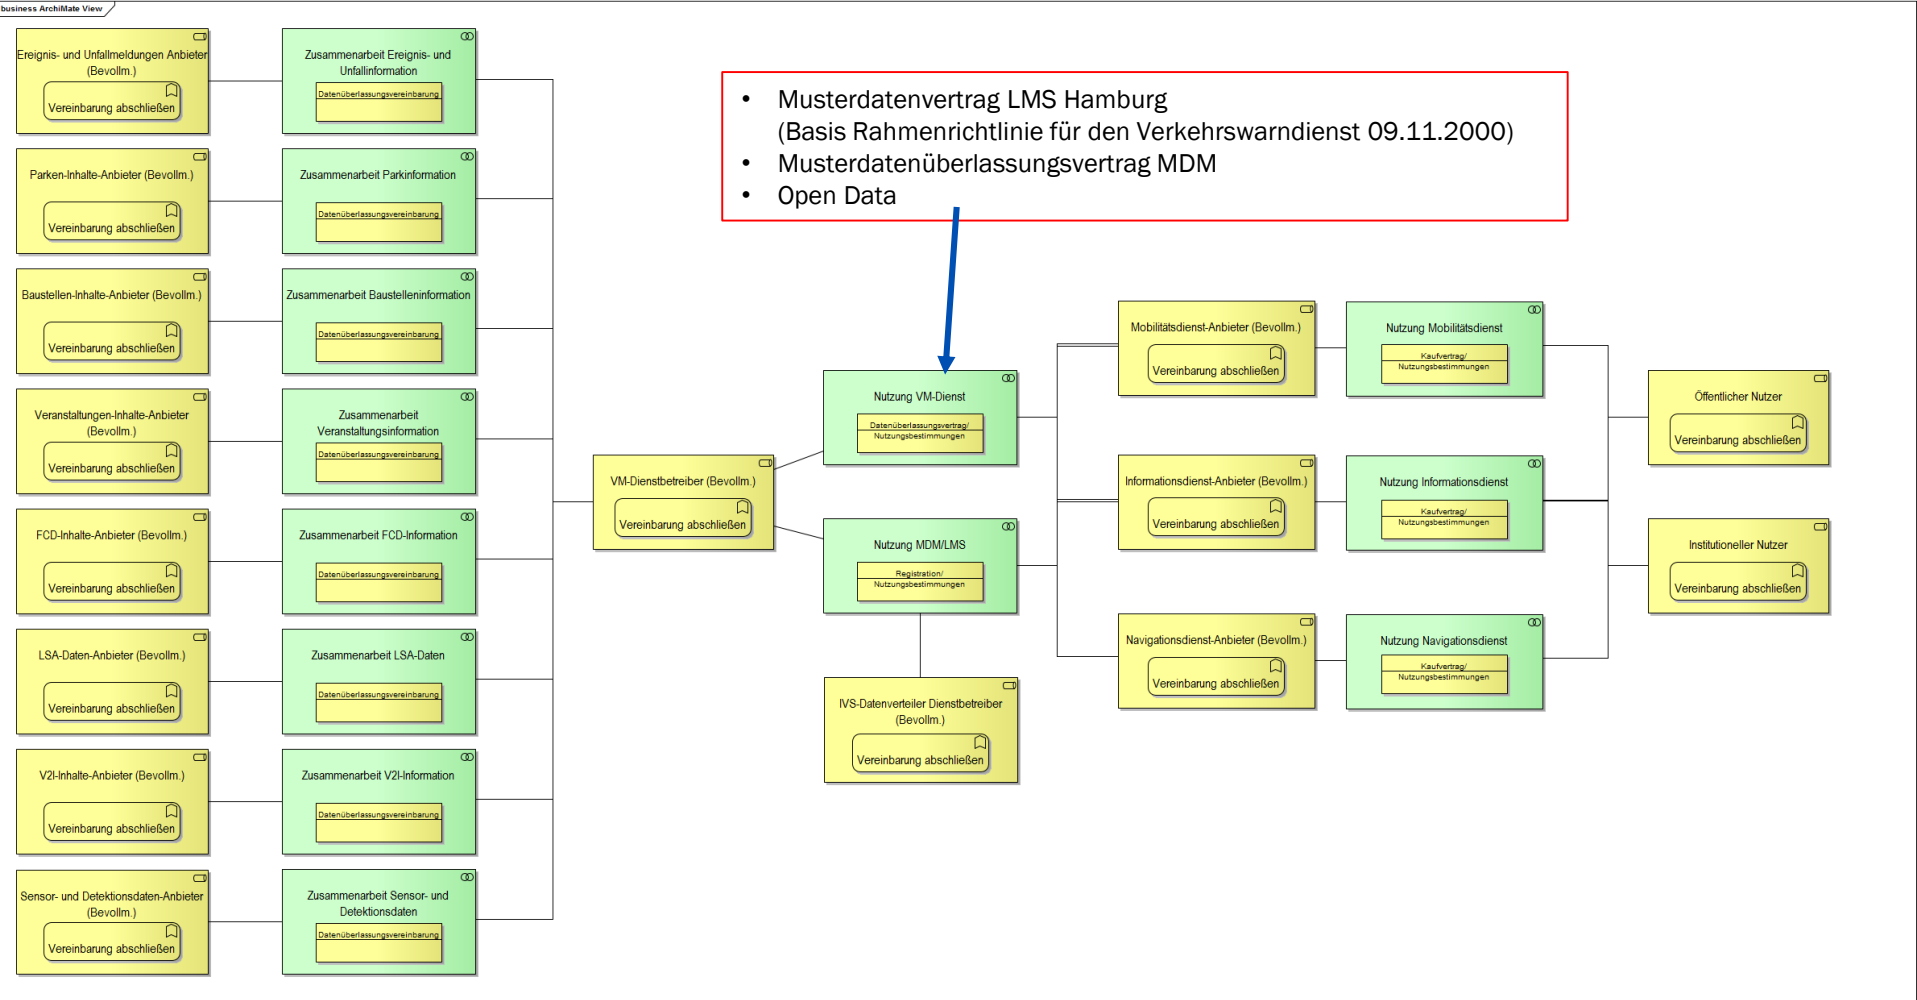 business ArchiMate View
Ereignis- und Unfallmeldungen Anbieter
(Bevollm.)
Vereinbarung abschließen
Zusammenarbeit Ereignis- und
Unfallinformation
Datenüberlassungsvereinbarung
Parken-Inhalte-Anbieter (Bevollm.)
Vereinbarung abschließen
Zusammenarbeit Parkinformation
Datenüberlassungsvereinbarung
Baustellen-Inhalte-Anbieter (Bevollm.)
Vereinbarung abschließen
Zusammenarbeit Baustelleninformation
Datenüberlassungsvereinbarung
Veranstaltungen-Inhalte-Anbieter
(Bevollm.)
Vereinbarung abschließen
Zusammenarbeit
Veranstaltungsinformation
Datenüberlassungsvereinbarung
FCD-Inhalte-Anbieter (Bevollm.)
Vereinbarung abschließen
Zusammenarbeit FCD-Information
Datenüberlassungsvereinbarung
LSA-Daten-Anbieter (Bevollm.)
Vereinbarung abschließen
Zusammenarbeit LSA-Daten
Datenüberlassungsvereinbarung
V2I-Inhalte-Anbieter (Bevollm.)
Vereinbarung abschließen
Zusammenarbeit V2I-Information
Datenüberlassungsvereinbarung
Sensor- und Detektionsdaten-Anbieter
(Bevollm.)
Vereinbarung abschließen
Zusammenarbeit Sensor- und
Detektionsdaten
Datenüberlassungsvereinbarung
• Musterdatenvertrag LMS Hamburg
(Basis Rahmenrichtlinie für den Verkehrswarndienst 09.11.2000)
• Musterdatenüberlassungsvertrag MDM
• Open Data
VM-Dienstbetreiber (Bevollm.)
Vereinbarung abschließen
Nutzung VM-Dienst
Datenüberlassungsvertrag/
Nutzungsbestimmungen
Nutzung MDM/LMS
Registration/
Nutzungsbestimmungen
IVS-Datenverteiler Dienstbetreiber
(Bevollm.)
Vereinbarung abschließen
Mobilitätsdienst-Anbieter (Bevollm.)
Vereinbarung abschließen
Nutzung Mobilitätsdienst
Kaufvertrag/
Nutzungsbestimmungen
Informationsdienst-Anbieter (Bevollm.)
Vereinbarung abschließen
Nutzung Informationsdienst
Kaufvertrag/
Nutzungsbestimmungen
Navigationsdienst-Anbieter (Bevollm.)
Vereinbarung abschließen
Nutzung Navigationsdienst
Kaufvertrag/
Nutzungsbestimmungen
Öffentlicher Nutzer
Vereinbarung abschließen
Institutioneller Nutzer
Vereinbarung abschließen